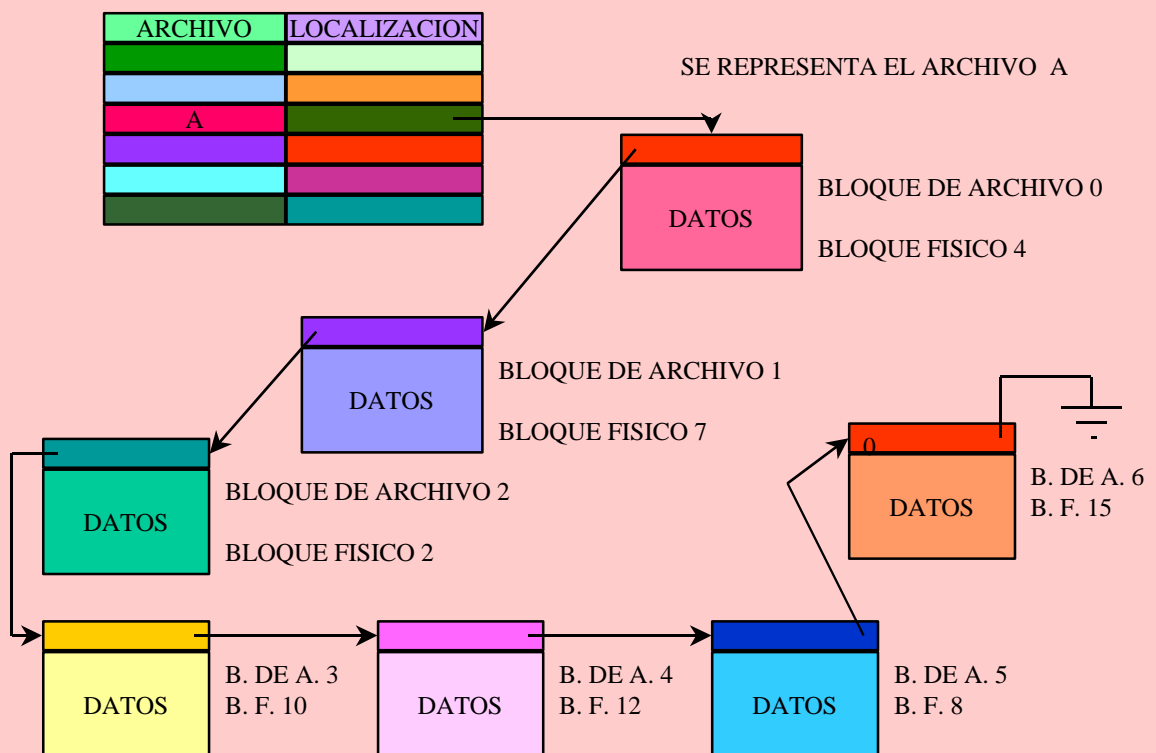 ARCHIVO LOCALIZACION
SE REPRESENTA EL ARCHIVO A
A
DATOS
BLOQUE DE ARCHIVO 0
BLOQUE FISICO 4
DATOS
BLOQUE DE ARCHIVO 1
BLOQUE FISICO 7
DATOS
BLOQUE DE ARCHIVO 2
BLOQUE FISICO 2
DATOS
B. DE A. 3
B. F. 10
DATOS
B. DE A. 4
B. F. 12
DATOS
B. DE A. 5
B. F. 8
0
DATOS
B. DE A. 6
B. F. 15